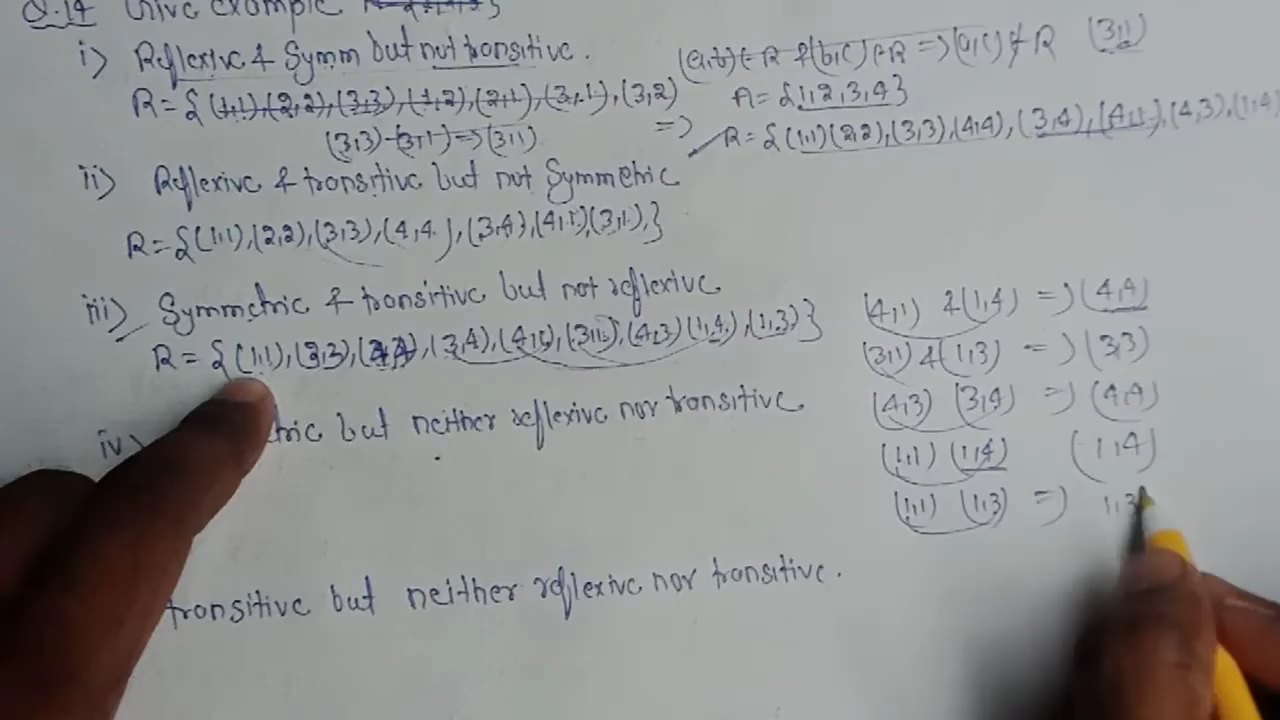 Q.14 Give example
i) Reflexive & Symm but not transitive.
R={(1,1),(2,2),(3,3),(1,2),(2,1),(3,1),(3,2)
(3,3)-(3,1)=>(3,1)
(a,b)∈R &(b,c)∈R =>(a,c)∉R (3,1)
A={1,2,3,4}
=> R={(1,1)(2,2),(3,3),(4,4),(3,4),(4,1),(4,3),(1,4)
ii) Reflexive & transitive but not Symmetric
R={(1,1),(2,2),(3,3),(4,4),(3,4),(4,1)(3,1),}
iii) Symmetric & transitive but not reflexive
R={(1,1),(3,3),(4,4),(3,4),(4,1),(3,1),(4,3)(1,4),(1,3)}
(4,1) &(1,4) =>(4,4)
(3,1)&(1,3) =>(3,3)
(4,3) (3,4) =>(4,4)
(1,1) (1,4) (1,4)
(1,1) (1,3) => 1,3
iv) tric but neither reflexive nor transitive
transitive but neither reflexive nor transitive.